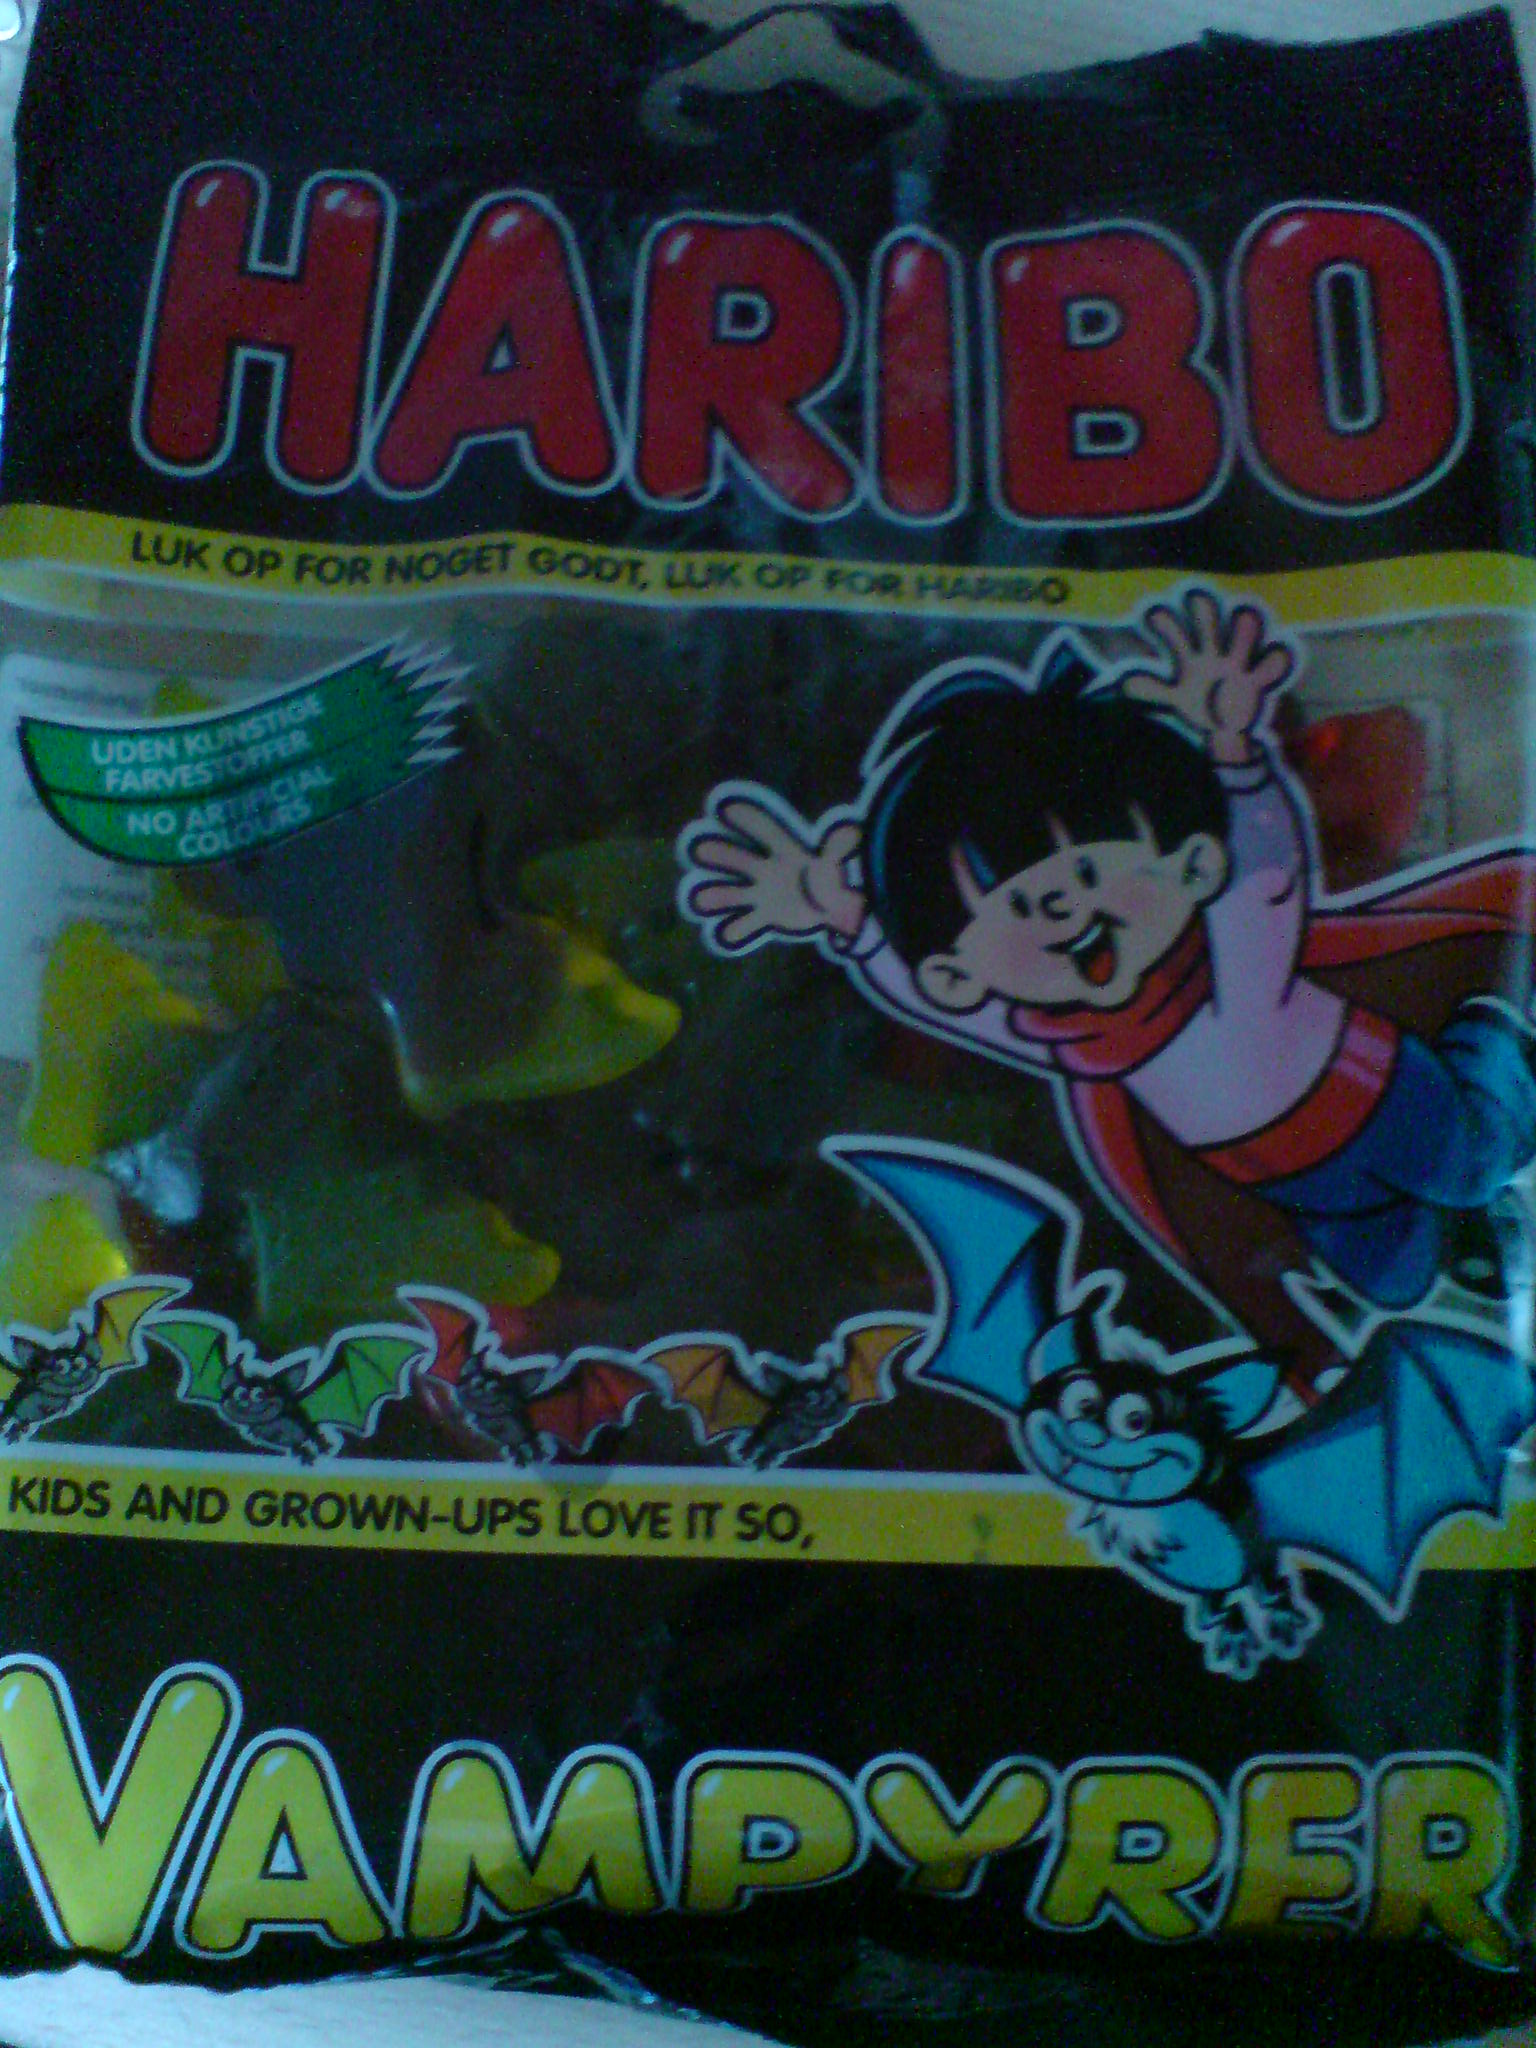 HARIBO
LUK OP FOR NOGET GODT, LUK OP FOR HARIBO
UDEN KUNSTIGE
FARVESTOFFER
NO ARTIFICIAL
COLOURS
KIDS AND GROWN-UPS LOVE IT SO,
VAMPYRER